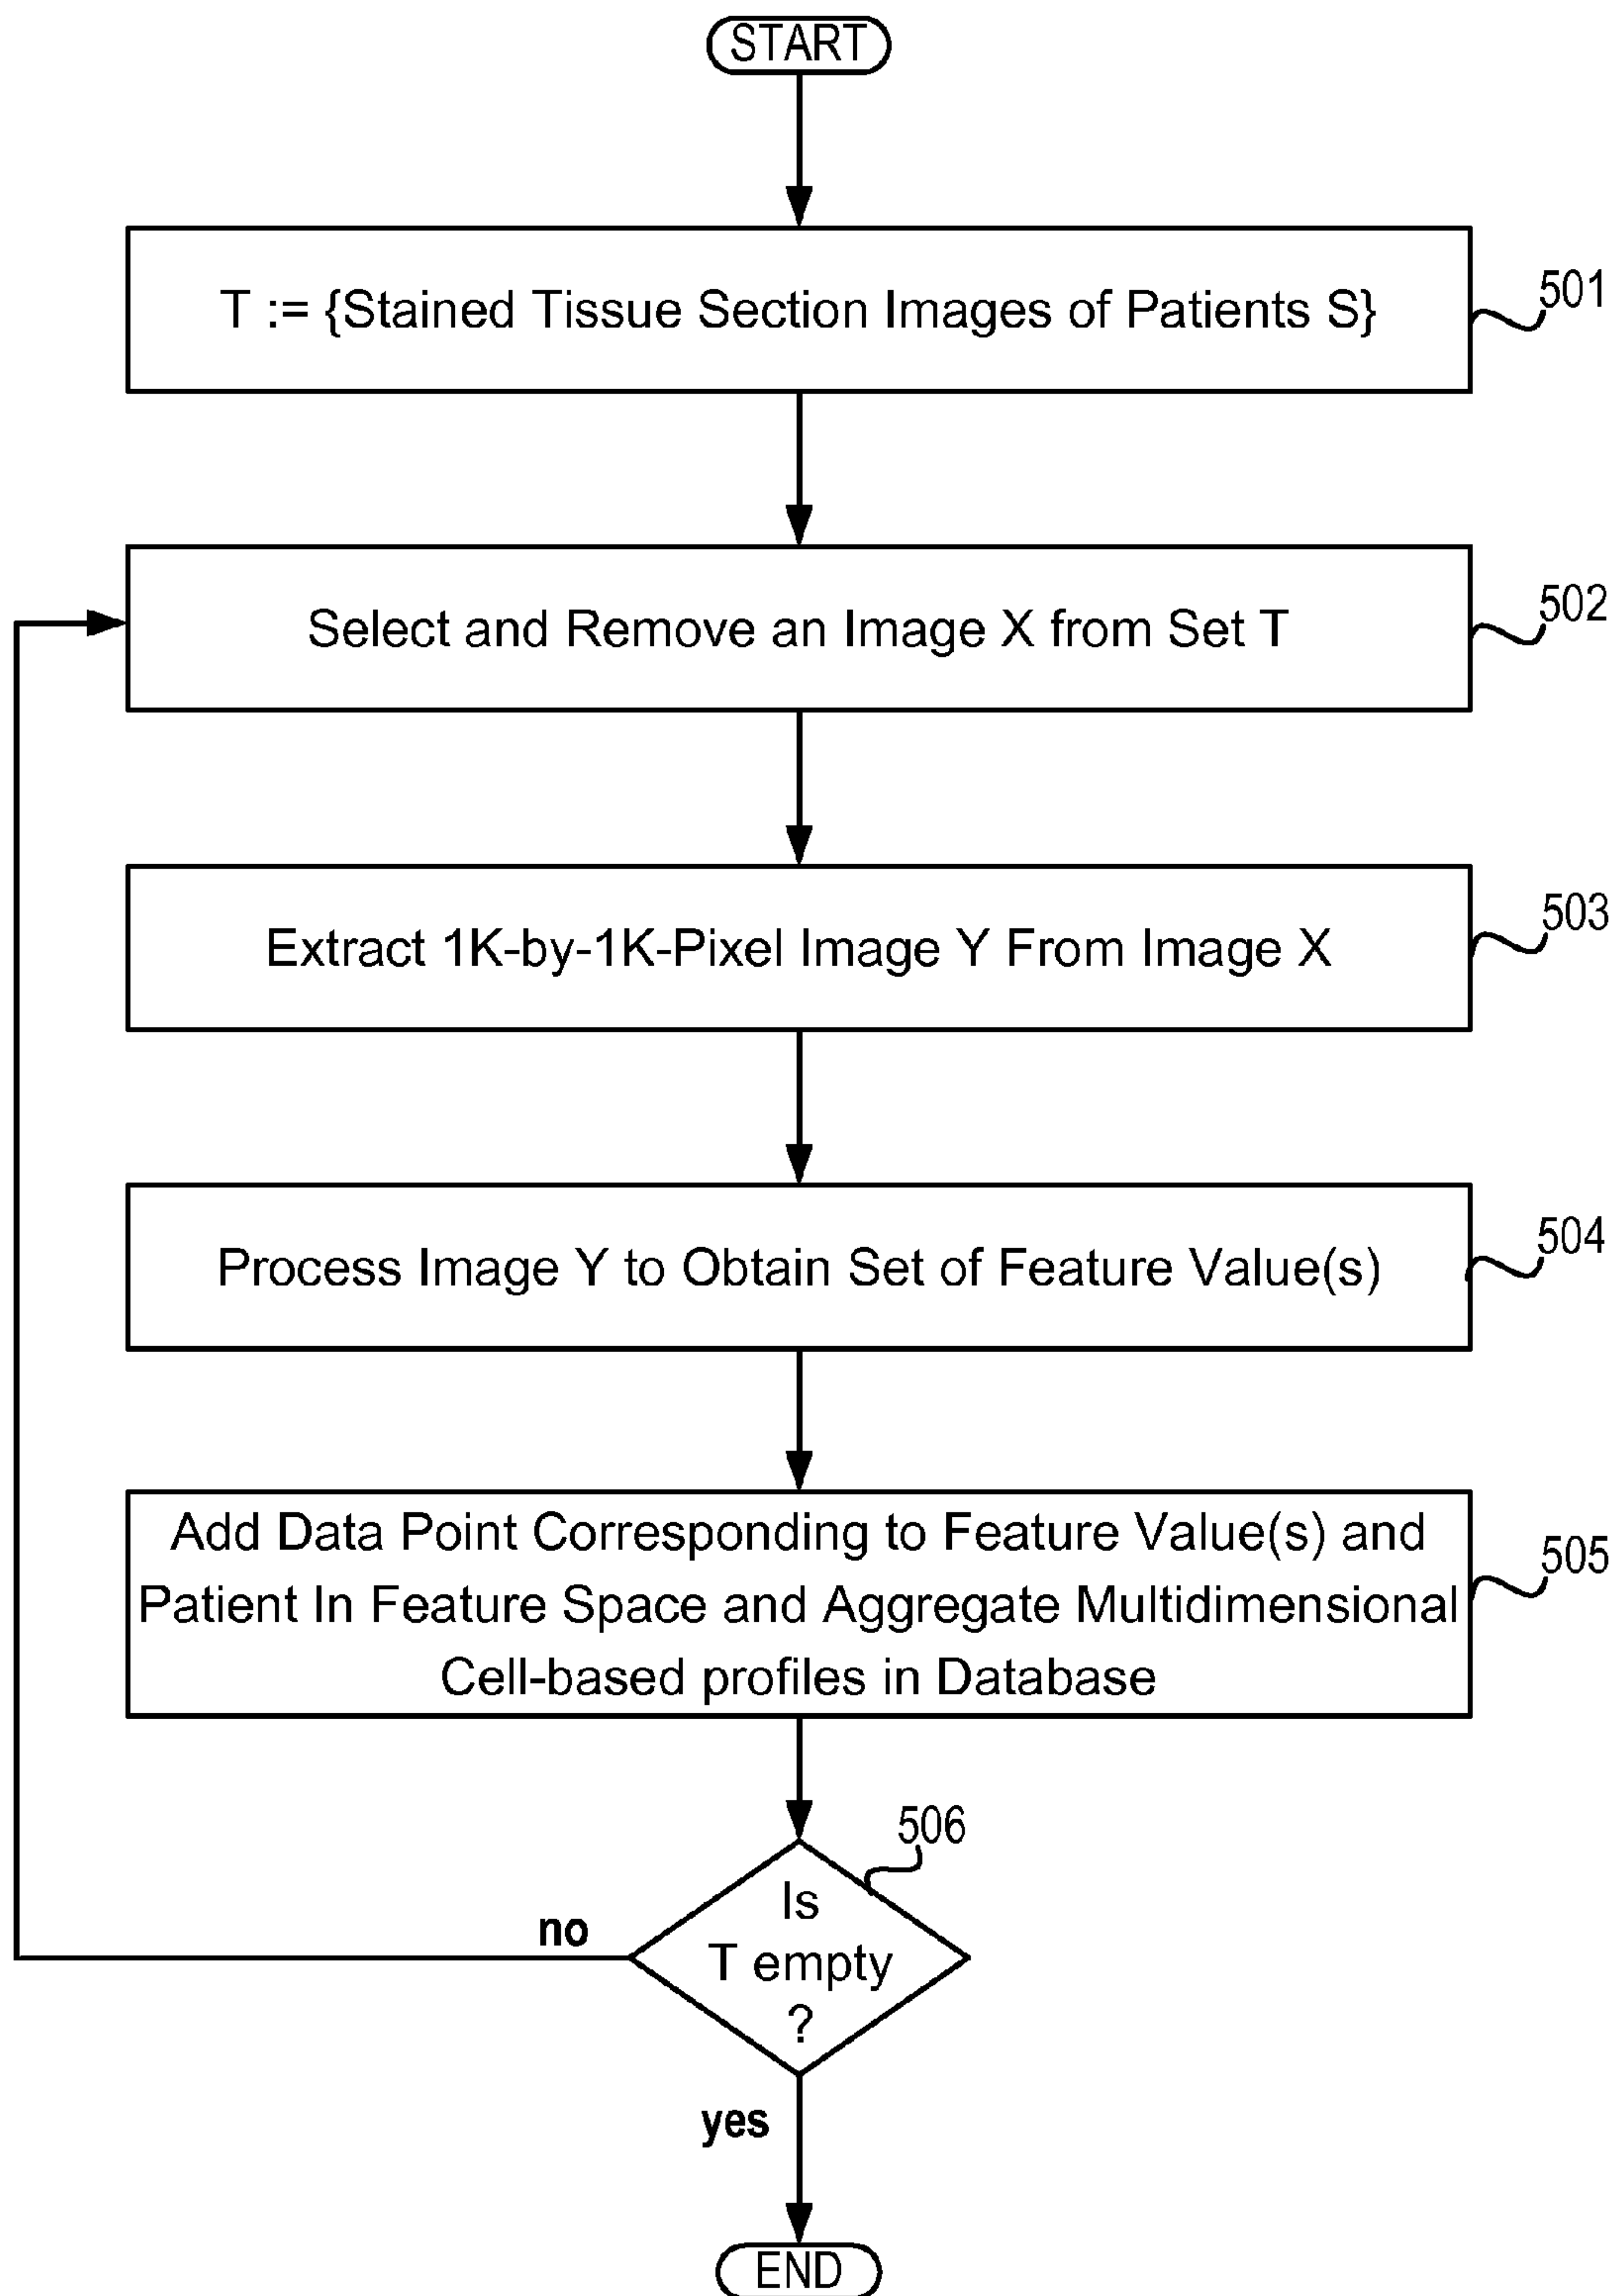 START
T := {Stained Tissue Section Images of Patients S}
501
Select and Remove an Image X from Set T
502
Extract 1K-by-1K-Pixel Image Y From Image X
503
Process Image Y to Obtain Set of Feature Value(s)
504
Add Data Point Corresponding to Feature Value(s) and
Patient In Feature Space and Aggregate Multidimensional
Cell-based profiles in Database
505
506
Is
T empty
?
no
yes
END